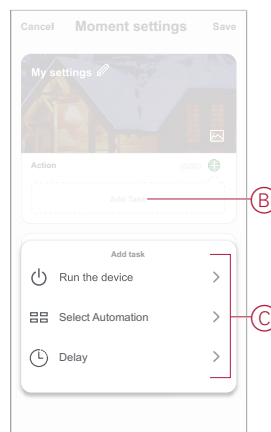 Cancel Moment settings Save
My settings
Action
Add Task
B
Add task
Run the device
Select Automation
C
Delay